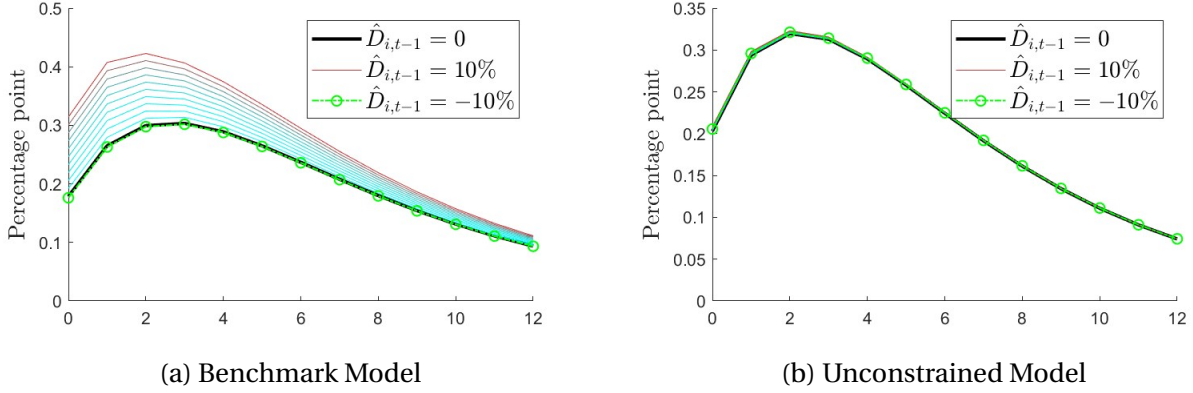 Percentage point
0.5
0.4
0.3
0.2
0.1
0
0 2 4 6 8 10 12
D̂_{i,t−1} = 0
D̂_{i,t−1} = 10%
D̂_{i,t−1} = −10%
(a) Benchmark Model
Percentage point
0.35
0.3
0.25
0.2
0.15
0.1
0.05
0
0 2 4 6 8 10 12
D̂_{i,t−1} = 0
D̂_{i,t−1} = 10%
D̂_{i,t−1} = −10%
(b) Unconstrained Model